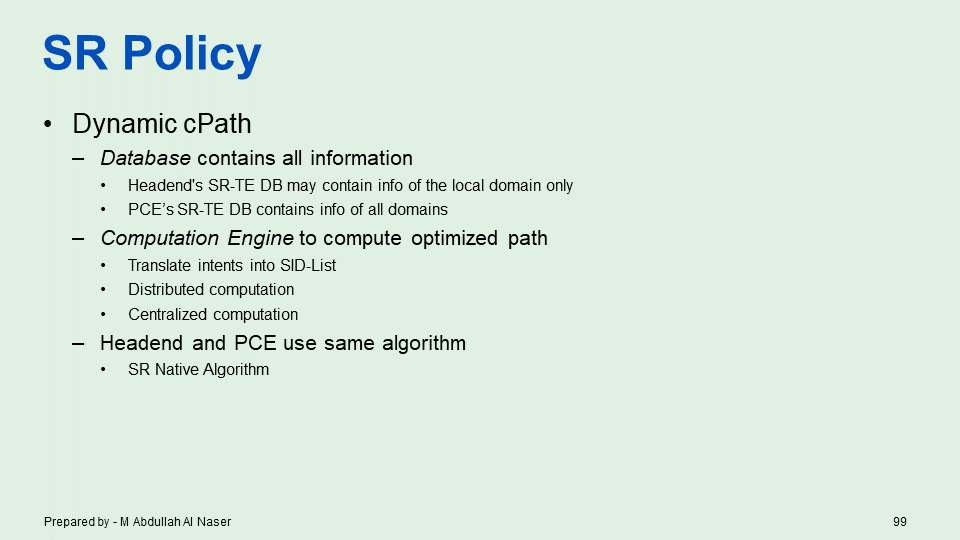 SR Policy
• Dynamic cPath
– Database contains all information
• Headend's SR-TE DB may contain info of the local domain only
• PCE’s SR-TE DB contains info of all domains
– Computation Engine to compute optimized path
• Translate intents into SID-List
• Distributed computation
• Centralized computation
– Headend and PCE use same algorithm
• SR Native Algorithm
Prepared by - M Abdullah Al Naser
99